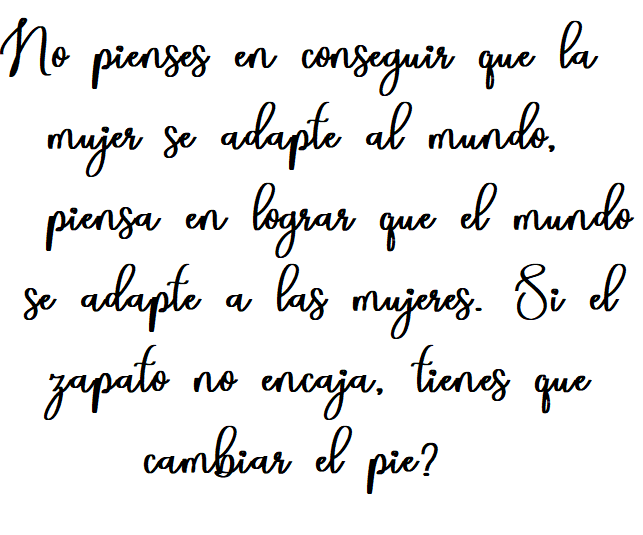 No pienses en conseguir que la
mujer se adapte al mundo,
piensa en lograr que el mundo
se adapte a las mujeres. Si el
zapato no encaja, tienes que
cambiar el pie?